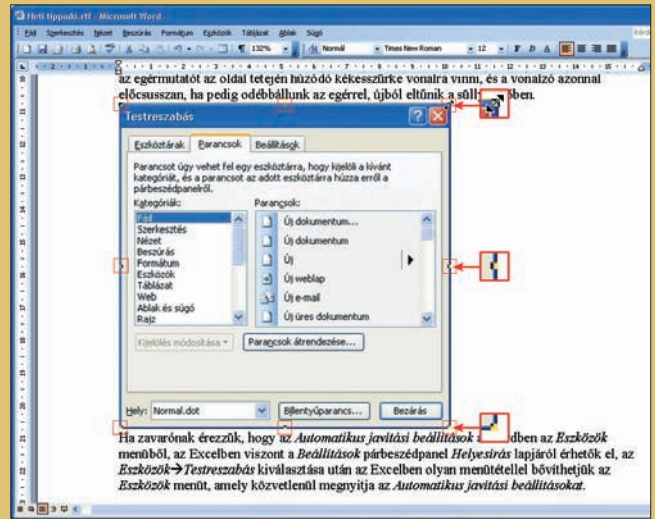 Heti tippadó.rtf - Microsoft Word
Fájl Szerkesztés Nézet Beszúrás Formátum Eszközök Táblázat Ablak Súgó
132% Normál Times New Roman 12 F D A
az egérmutatót az oldal tetején húzódó kékesszürke vonalra vinni, és a vonalzó azonnal
előcsusszan, ha pedig odébbállunk az egérrel, újból eltűnik a
Testreszabás
Eszköztárak Parancsok Beállítások
Parancsot úgy vehet fel egy eszköztárra, hogy kijelöli a kívánt
kategóriát, és a parancsot az adott eszköztárra húzza erről a
párbeszédpanelről.
Kategóriák: Parancsok:
Fájl
Szerkesztés
Nézet
Beszúrás
Formátum
Eszközök
Táblázat
Web
Ablak és súgó
Rajz
Új dokumentum...
Új dokumentum
Új
Új weblap
Új e-mail
Új üres dokumentum
Kijelölés módosítása Parancsok átrendezése...
Hely: Normal.dot Billentyűparancs... Bezárás
Ha zavarónak érezzük, hogy az Automatikus javítási beállítások a
az Eszközök
menüből, az Excelben viszont a Beállítások párbeszédpanel Helyesírás lapjáról érhetők el, az
Eszközök→Testreszabás kiválasztása után az Excelben olyan menütétellel bővíthetjük az
Eszközök menüt, amely közvetlenül megnyitja az Automatikus javítási beállításokat.